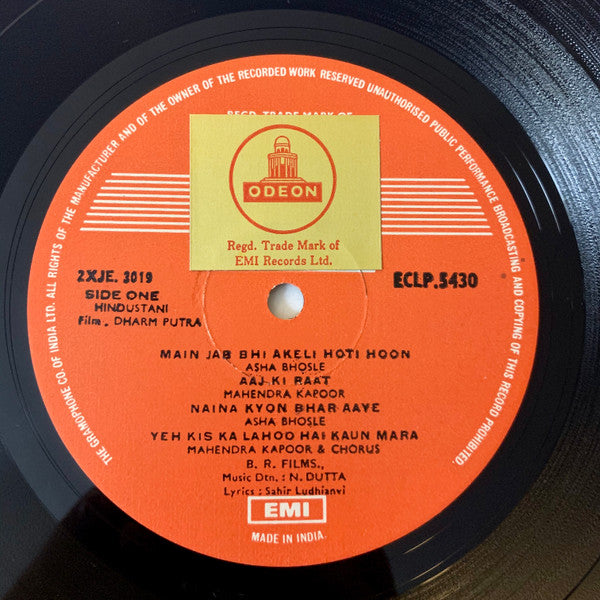 THE GRAMOPHONE CO. OF INDIA LTD. ALL RIGHTS OF THE MANUFACTURER AND OF THE OWNER OF THE RECORDED WORK RESERVED UNAUTHORISED PUBLIC PERFORMANCE BROADCASTING AND COPYING OF THIS RECORD PROHIBITED
REGD. TRADE MARK OF
ODEON
Regd. Trade Mark of
EMI Records Ltd.
2XJE. 3019
ECLP.5430
SIDE ONE
HINDUSTANI
Film . DHARM PUTRA
MAIN JAB BHI AKELI HOTI HOON
ASHA BHOSLE
AAJ KI RAAT
MAHENDRA KAPOOR
NAINA KYON BHAR AAYE
ASHA BHOSLE
YEH KIS KA LAHOO HAI KAUN MARA
MAHENDRA KAPOOR & CHORUS
B. R. FILMS.,
Music Dtn. : N. DUTTA
Lyrics : Sahir Ludhianvi
EMI
MADE IN INDIA